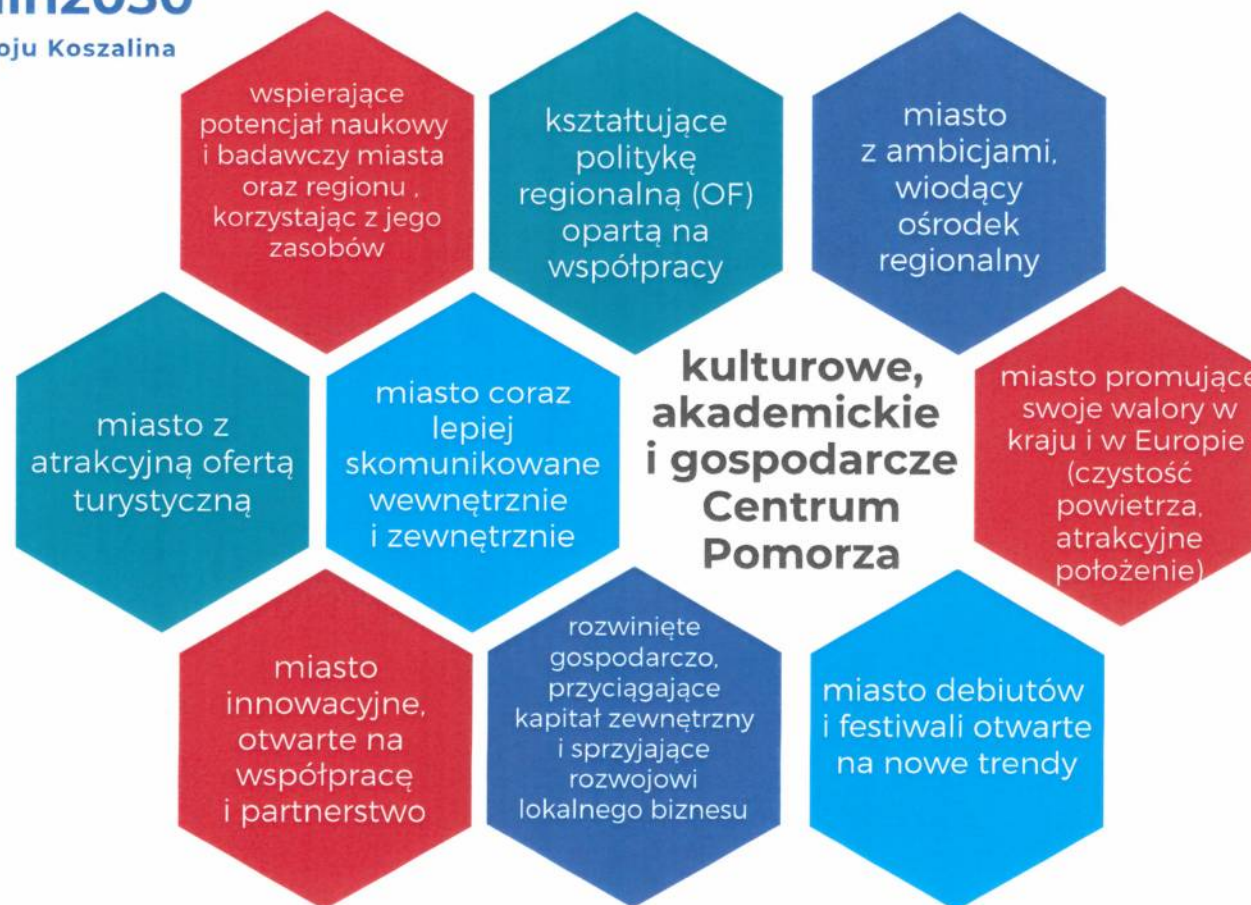 oju Koszalina
wspierające
potencjał naukowy
i badawczy miasta
oraz regionu ,
korzystając z jego
zasobów
kształtujące
politykę
regionalną (OF)
opartą na
współpracy
miasto
z ambicjami,
wiodący
ośrodek
regionalny
miasto z
atrakcyjną ofertą
turystyczną
miasto coraz
lepiej
skomunikowane
wewnętrznie
i zewnętrznie
kulturowe,
akademickie
i gospodarcze
Centrum
Pomorza
miasto promujące
swoje walory w
kraju i w Europie
(czystość
powietrza,
atrakcyjne
położenie)
miasto
innowacyjne,
otwarte na
współpracę
i partnerstwo
rozwinięte
gospodarczo,
przyciągające
kapitał zewnętrzny
i sprzyjające
rozwojowi
lokalnego biznesu
miasto debiutów
i festiwali otwarte
na nowe trendy